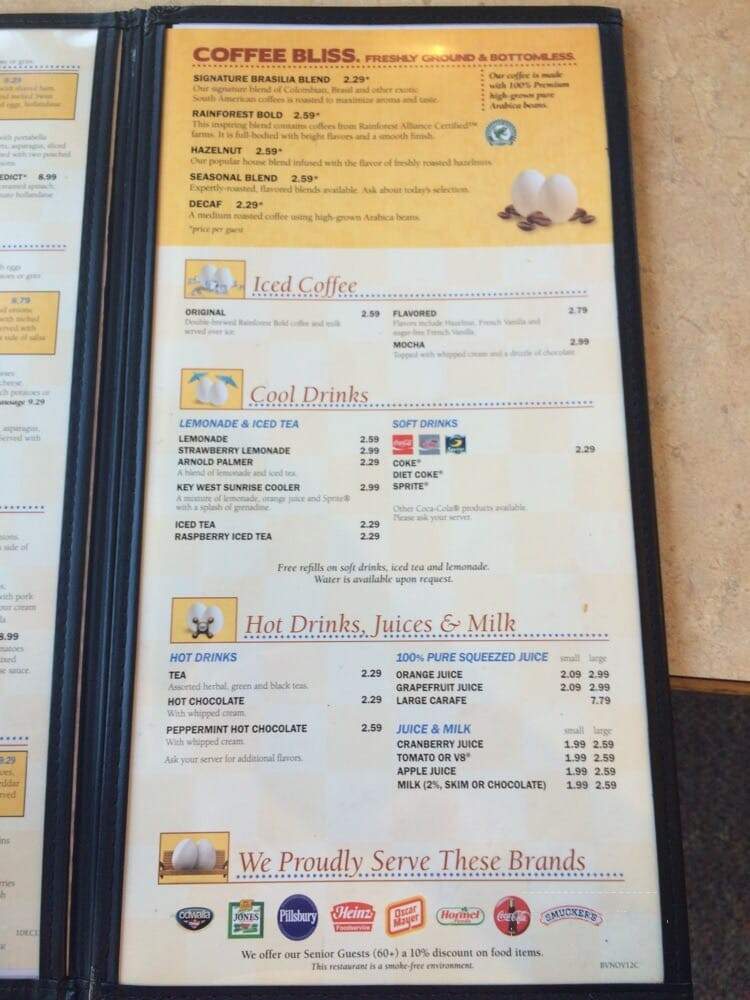 9.29
EDICT* 8.99
8.79
ausage 9.29
8.99
9.29
COFFEE BLISS. FRESHLY GROUND & BOTTOMLESS.
SIGNATURE BRASILIA BLEND 2.29*
Our signature blend of Colombian, Brasil and other exotic
South American coffees is roasted to maximize aroma and taste.
RAINFOREST BOLD 2.59*
This inspiring blend contains coffees from Rainforest Alliance Certified™
farms. It is full-bodied with bright flavors and a smooth finish.
HAZELNUT 2.59*
Our popular house blend infused with the flavor of freshly roasted hazelnuts.
SEASONAL BLEND 2.59*
Expertly-roasted, flavored blends available. Ask about today's selection.
DECAF 2.29*
A medium roasted coffee using high-grown Arabica beans.
*price per guest
Our coffee is made
with 100% Premium
high-grown pure
Arabica beans.
Iced Coffee
ORIGINAL 2.59
Double-brewed Rainforest Bold coffee and milk
served over ice.
FLAVORED 2.79
Flavors include Hazelnut, French Vanilla and
sugar-free French Vanilla.
MOCHA 2.99
Topped with whipped cream and a drizzle of chocolate.
Cool Drinks
LEMONADE & ICED TEA
LEMONADE 2.59
STRAWBERRY LEMONADE 2.99
ARNOLD PALMER 2.29
A blend of lemonade and iced tea.
KEY WEST SUNRISE COOLER 2.99
A mixture of lemonade, orange juice and Sprite®
with a splash of grenadine.
ICED TEA 2.29
RASPBERRY ICED TEA 2.29
SOFT DRINKS
2.29
COKE®
DIET COKE®
SPRITE®
Other Coca-Cola® products available.
Please ask your server.
Free refills on soft drinks, iced tea and lemonade.
Water is available upon request.
Hot Drinks, Juices & Milk
HOT DRINKS
TEA 2.29
Assorted herbal, green and black teas.
HOT CHOCOLATE 2.29
With whipped cream.
PEPPERMINT HOT CHOCOLATE 2.59
With whipped cream.
Ask your server for additional flavors.
100% PURE SQUEEZED JUICE small large
ORANGE JUICE 2.09 2.99
GRAPEFRUIT JUICE 2.09 2.99
LARGE CARAFE 7.79
JUICE & MILK small large
CRANBERRY JUICE 1.99 2.59
TOMATO OR V8® 1.99 2.59
APPLE JUICE 1.99 2.59
MILK (2%, SKIM OR CHOCOLATE) 1.99 2.59
We Proudly Serve These Brands
odwalla
JONES
Pillsbury
Heinz
Foodservice
Oscar
Mayer
Hormel
Foods
Coca-Cola
SMUCKER'S
We offer our Senior Guests (60+) a 10% discount on food items.
This restaurant is a smoke-free environment.
BVNOV12C